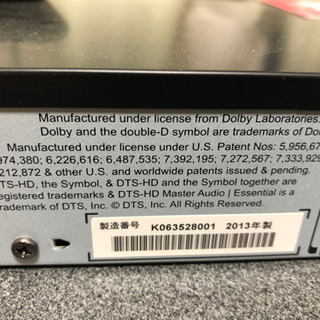 Manufactured under license from Dolby Laboratories.
Dolby and the double-D symbol are trademarks of
Manufactured under license under U.S. Patent Nos: 5,956,67
974,380; 6,226,616; 6,487,535; 7,392,195; 7,272,567; 7,333,929
212,872 & other U.S. and worldwide patents issued & pending.
TS-HD, the Symbol, & DTS-HD and the Symbol together are
egistered trademarks & DTS-HD Master Audio | Essential is a
rademark of DTS, Inc. © DTS, Inc. All Rights Reserved.
製造番号 K063528001 2013年製